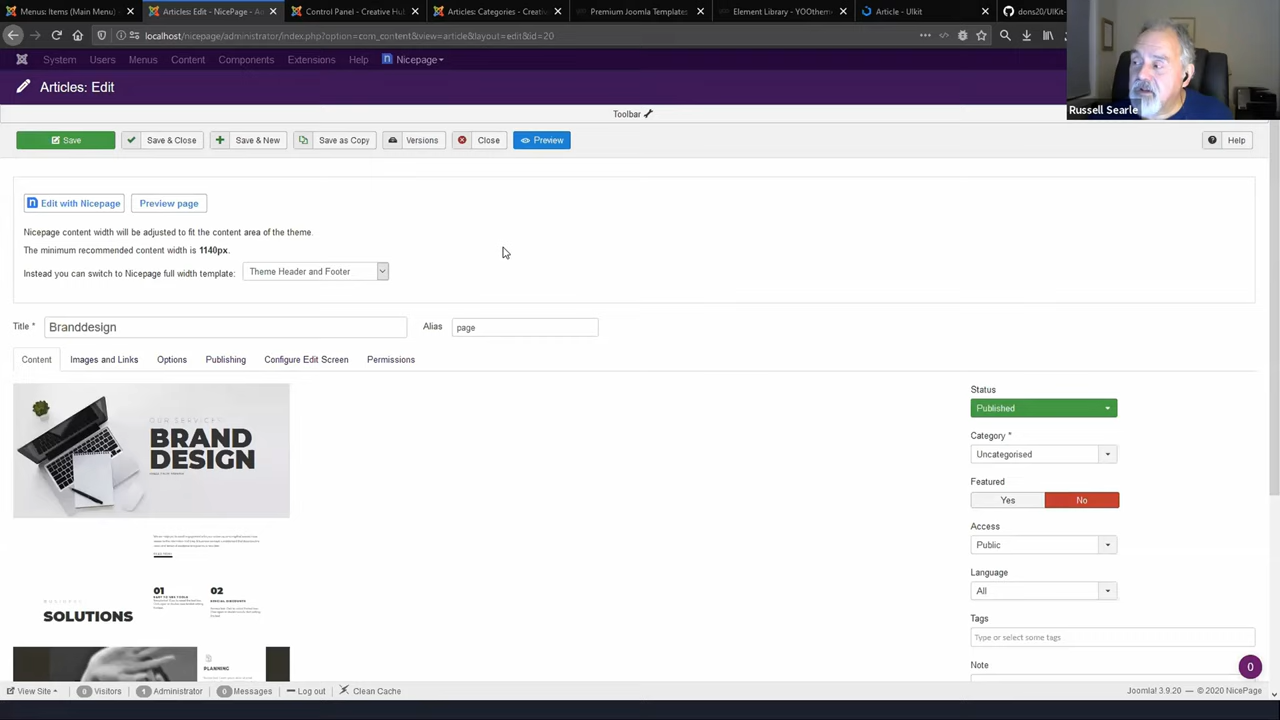 Menus: Items (Main Menu)
Articles: Edit - NicePage - A
Control Panel - Creative Hu
Articles: Categories - Creati
Premium Joomla Templates
Element Library - YOOthem
Article - UIkit
dons20/UIKit-
localhost/nicepage/administrator/index.php?option=com_content&view=article&layout=edit&id=20
System Users Menus Content Components Extensions Help Nicepage
Articles: Edit
Russell Searle
Toolbar
Save
Save & Close
Save & New
Save as Copy
Versions
Close
Preview
Help
Edit with Nicepage
Preview page
Nicepage content width will be adjusted to fit the content area of the theme.
The minimum recommended content width is 1140px.
Instead you can switch to Nicepage full width template: Theme Header and Footer
Title * Branddesign
Alias page
Content Images and Links Options Publishing Configure Edit Screen Permissions
OUR SERVICE
BRAND
DESIGN
01
02
SOLUTIONS
PLANNING
Status
Published
Category *
Uncategorised
Featured
Yes No
Access
Public
Language
All
Tags
Type or select some tags
Note
0
View Site 0 Visitors 1 Administrator 0 Messages Log out Clean Cache
Joomla! 3.9.20 — © 2020 NicePage